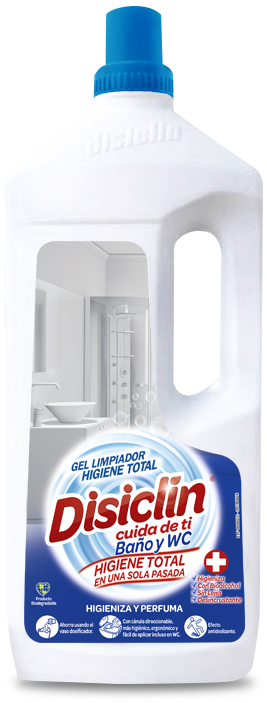 disiclin
GEL LIMPIADOR
HIGIENE TOTAL
Disiclin®
cuida de ti
Baño y WC
HIGIENE TOTAL
EN UNA SOLA PASADA
Higieniza
Con Bioalcohol
Sin Lejía
Desincrustante
Producto
Biodegradable
HIGIENIZA Y PERFUMA
Ahorra usando el
vaso dosificador.
Con cánula direccionable,
más higiénico, ergonómico y
fácil de aplicar incluso en WC.
Efecto
antideslizante.